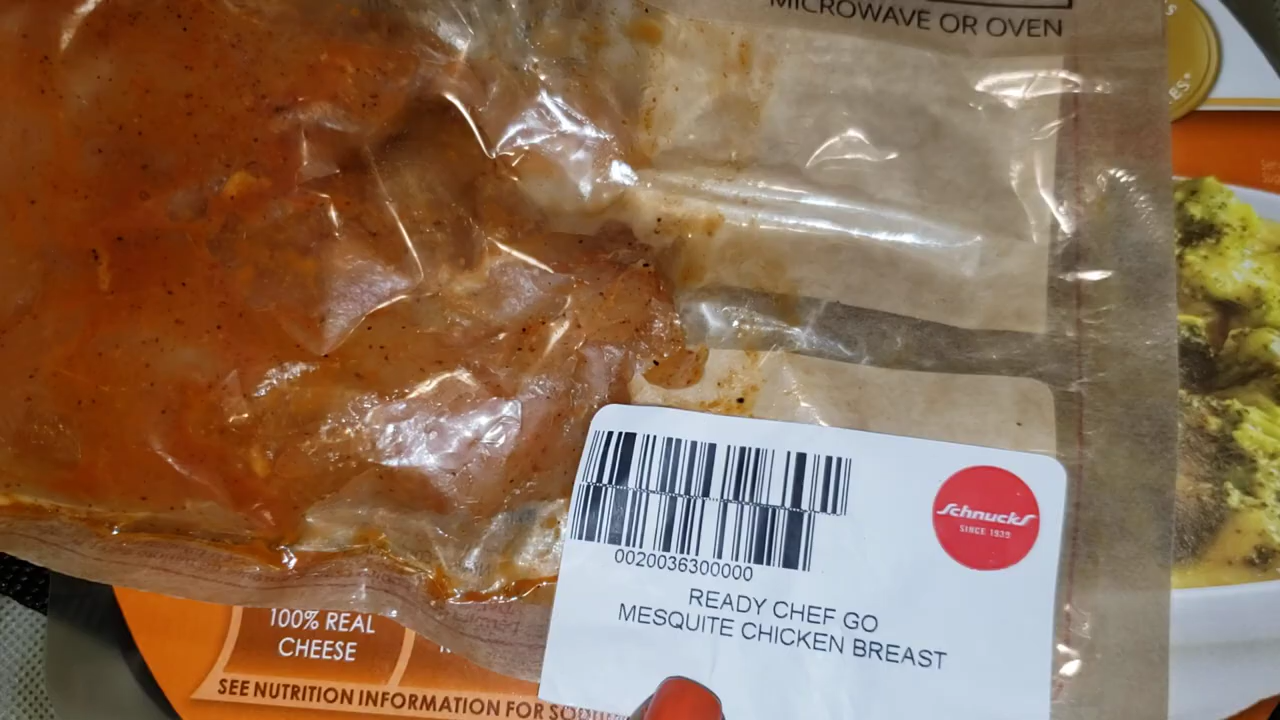 MICROWAVE OR OVEN
0020036300000
Schnucks
SINCE 1939
READY CHEF GO
MESQUITE CHICKEN BREAST
100% REAL
CHEESE
SEE NUTRITION INFORMATION FOR